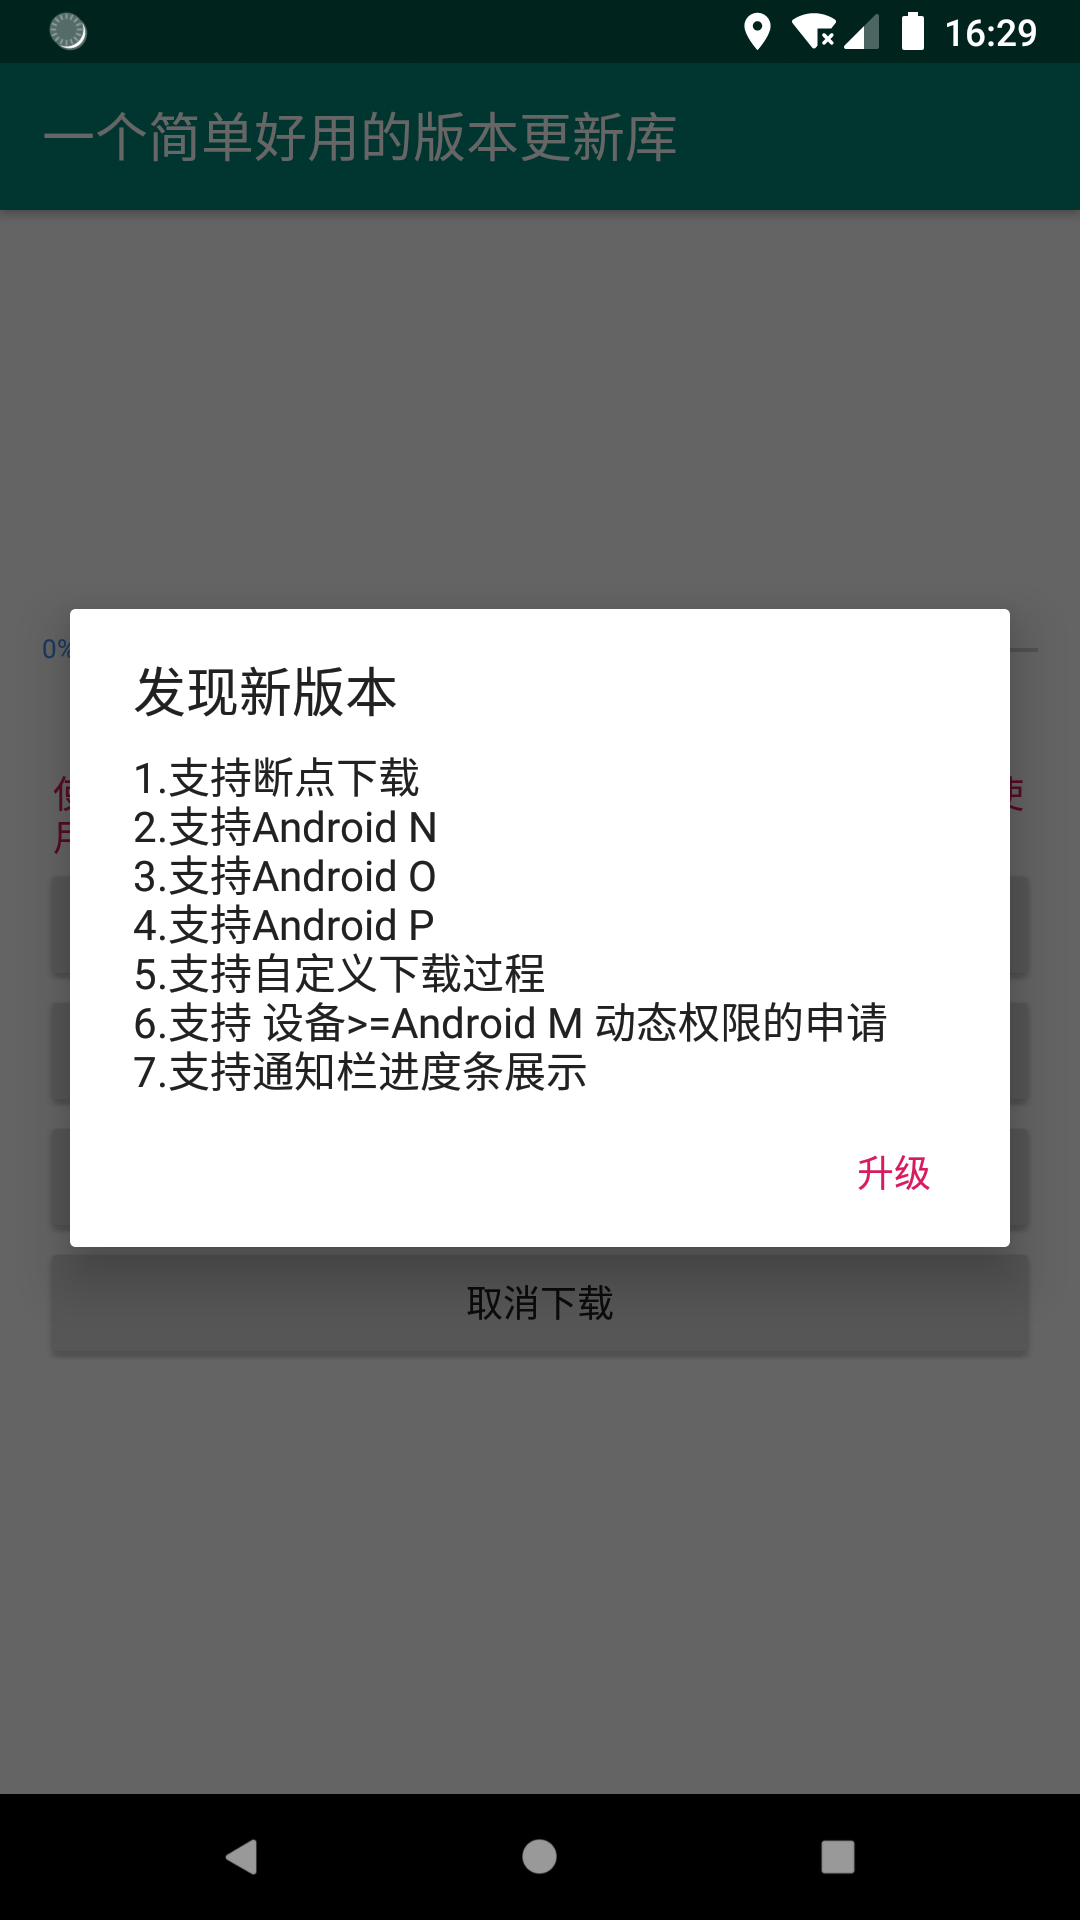 16:29
一个简单好用的版本更新库
0%
发现新版本
1.支持断点下载
2.支持Android N
3.支持Android O
4.支持Android P
5.支持自定义下载过程
6.支持 设备>=Android M 动态权限的申请
7.支持通知栏进度条展示
升级
取消下载